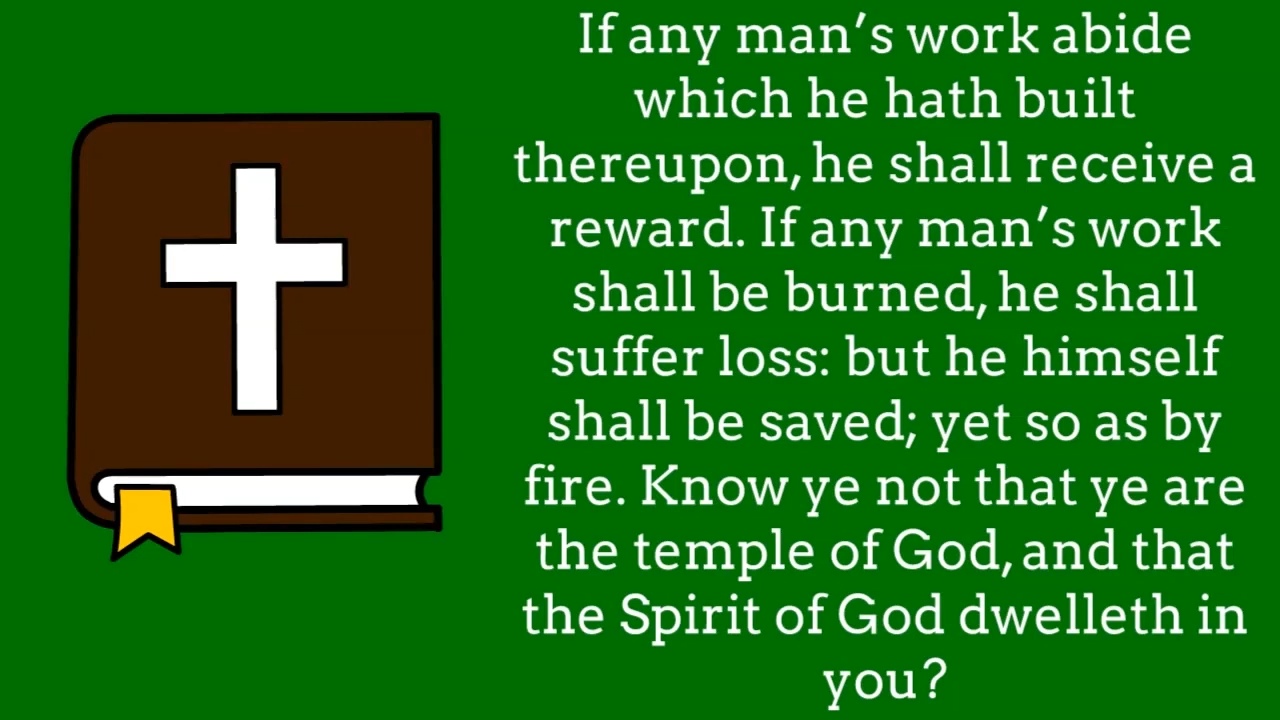 If any man’s work abide
which he hath built
thereupon, he shall receive a
reward. If any man’s work
shall be burned, he shall
suffer loss: but he himself
shall be saved; yet so as by
fire. Know ye not that ye are
the temple of God, and that
the Spirit of God dwelleth in
you?